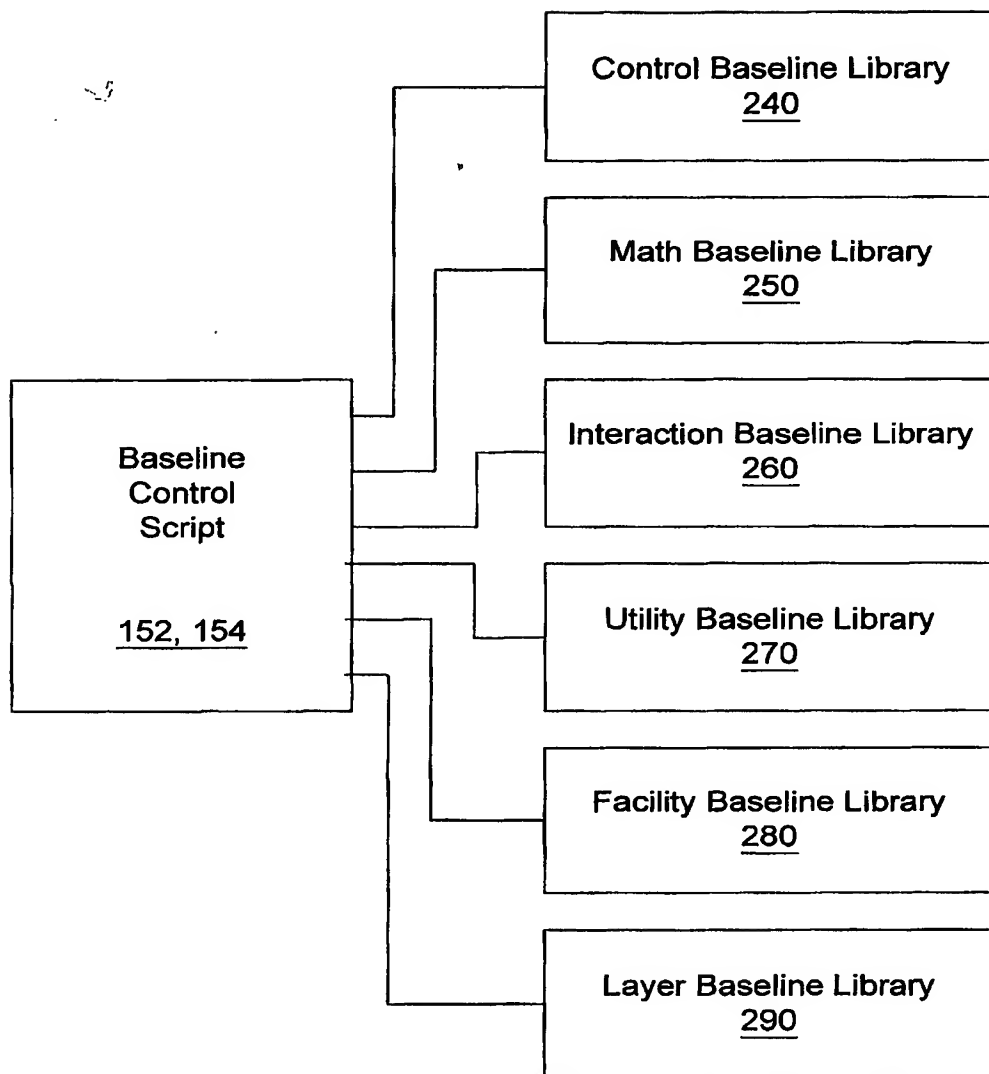 Control Baseline Library
240
Math Baseline Library
250
Interaction Baseline Library
260
Baseline
Control
Script
152, 154
Utility Baseline Library
270
Facility Baseline Library
280
Layer Baseline Library
290